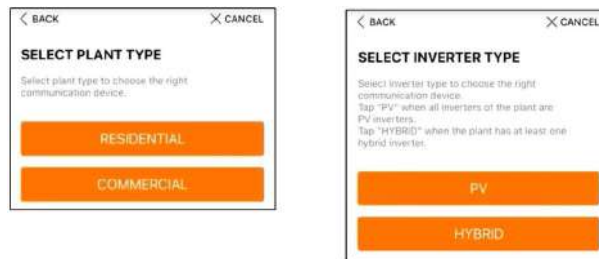 BACK
CANCEL
SELECT PLANT TYPE
Select plant type to choose the right
communication device.
RESIDENTIAL
COMMERCIAL
BACK
CANCEL
SELECT INVERTER TYPE
Select inverter type to choose the right
communication device.
Tap "PV" when all inverters of the plant are
PV inverters.
Tap "HYBRID" when the plant has at least one
hybrid inverter.
PV
HYBRID